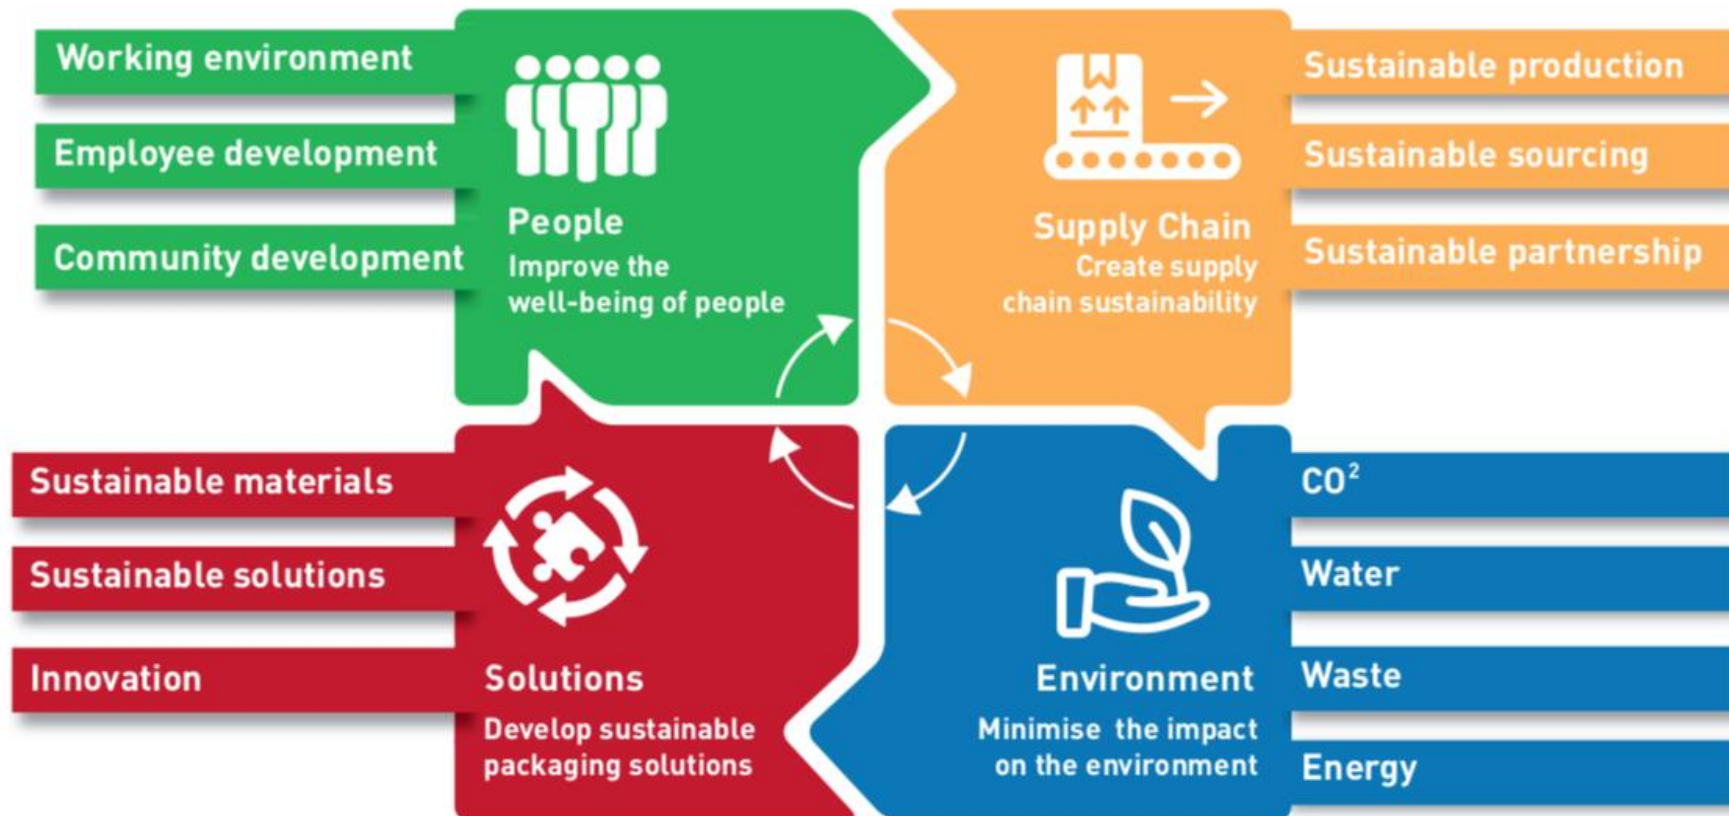 Working environment
Employee development
Community development
People
Improve the
well-being of people
Supply Chain
Create supply
chain sustainability
Sustainable production
Sustainable sourcing
Sustainable partnership
Sustainable materials
Sustainable solutions
Innovation
Solutions
Develop sustainable
packaging solutions
Environment
Minimise the impact
on the environment
CO²
Water
Waste
Energy